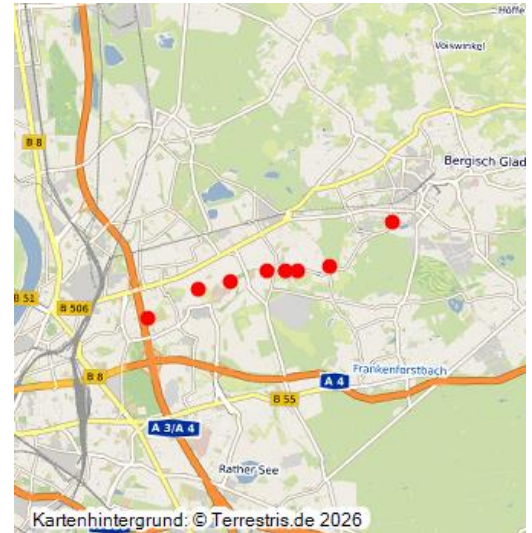 Höffe
Voiswinkel
B 8
Bergisch Glad
B 51
B 506
Frankenforstbach
B 8
A 4
B 55
A 3/A 4
Rather See
Kartenhintergrund: © Terrestris.de 2026